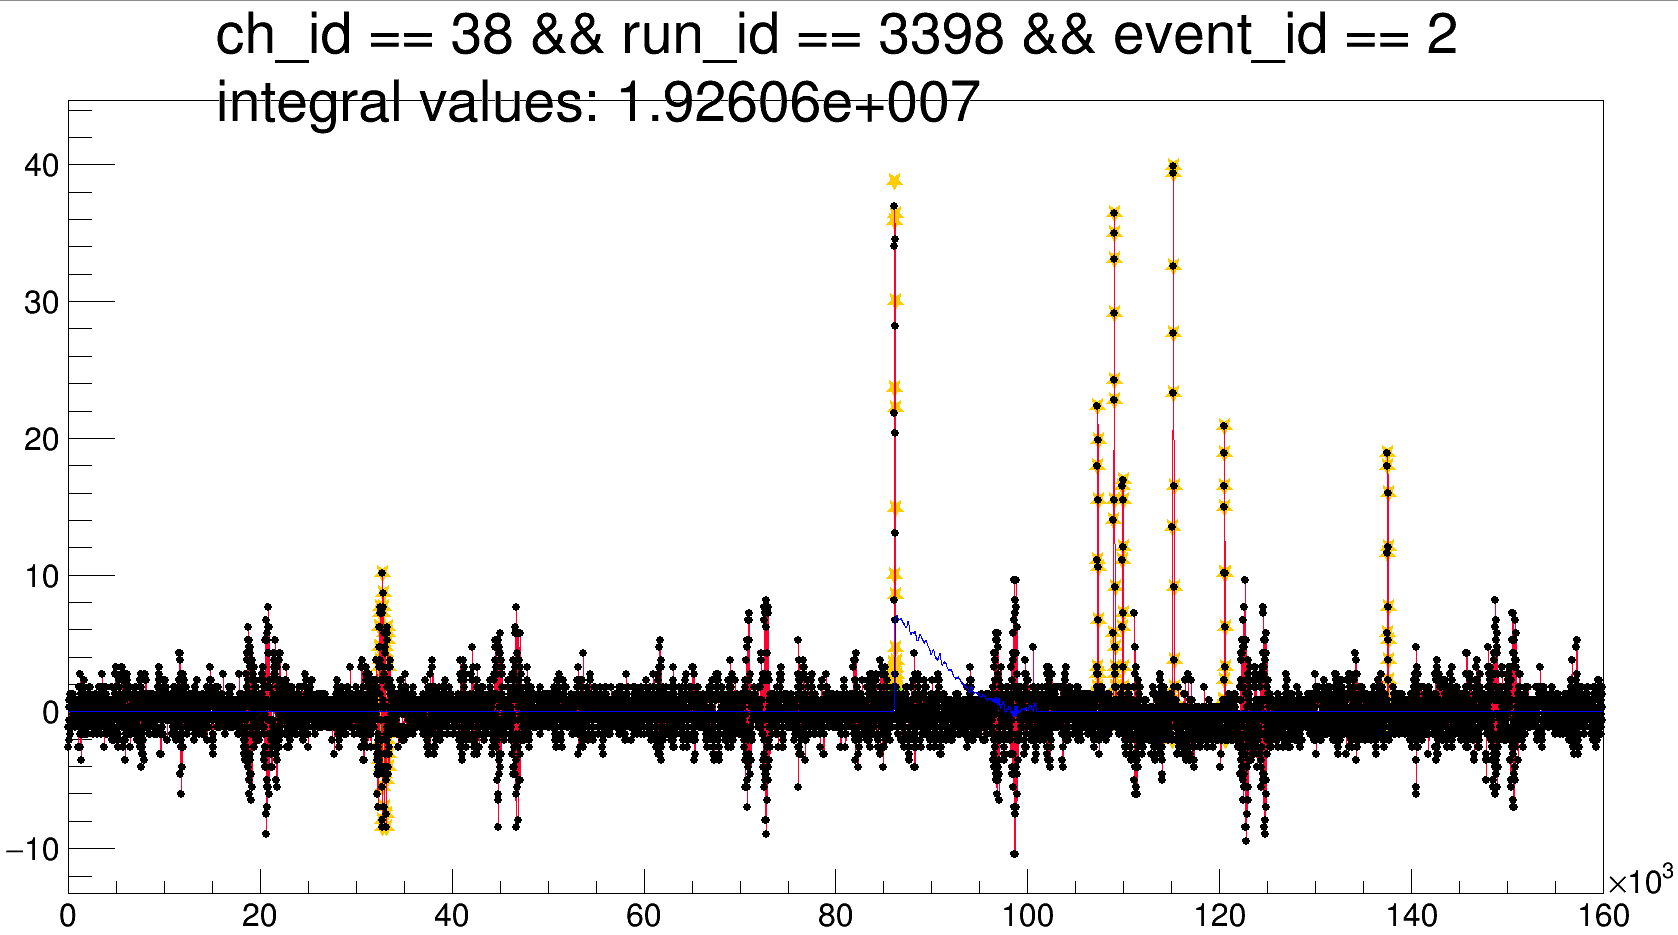 ch_id == 38 && run_id == 3398 && event_id == 2
integral values: 1.92606e+007
40
30
20
10
0
−10
0 20 40 60 80 100 120 140 160
×10³